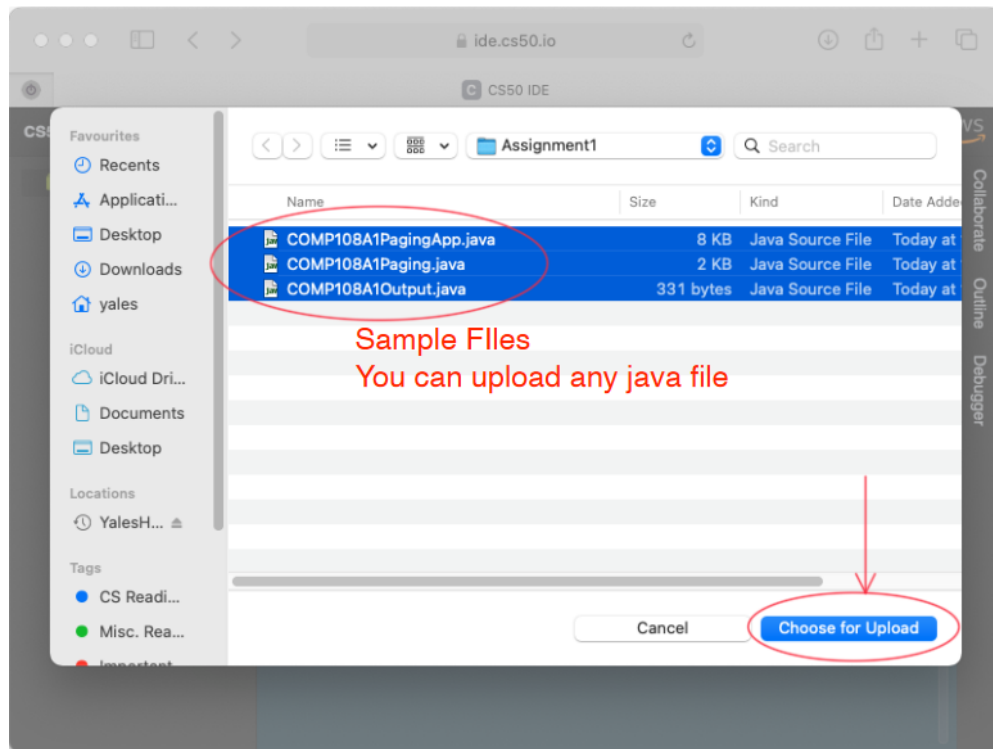 ide.cs50.io
CS50 IDE
Favourites
Recents
Applicati...
Desktop
Downloads
yales
iCloud
iCloud Dri...
Documents
Desktop
Locations
YalesH...
Tags
CS Readi...
Misc. Rea...
Important
Assignment1
Search
Name Size Kind Date Adde
COMP108A1PagingApp.java 8 KB Java Source File Today at
COMP108A1Paging.java 2 KB Java Source File Today at
COMP108A1Output.java 331 bytes Java Source File Today at
Sample FIles
You can upload any java file
Cancel Choose for Upload
Collaborate
Outline
Debugger